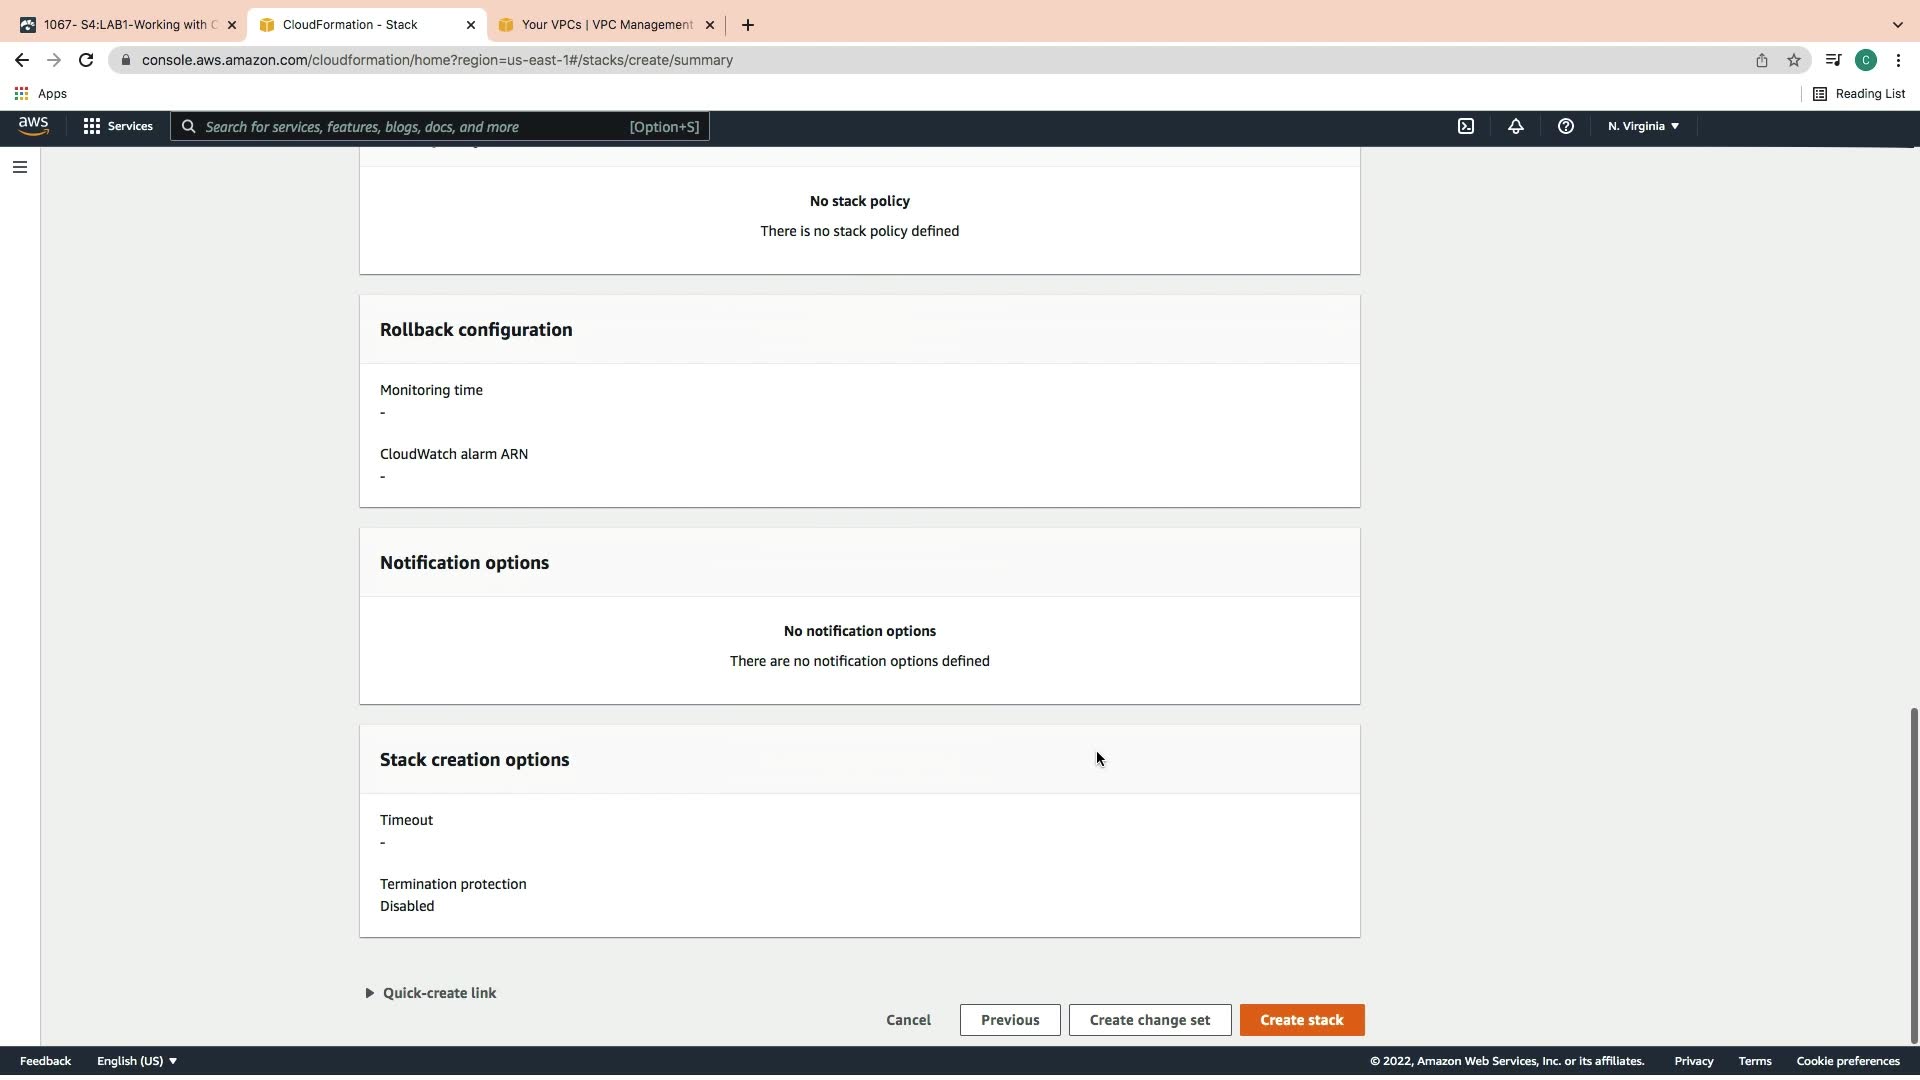 1067- S4:LAB1-Working with C
CloudFormation - Stack
Your VPCs | VPC Management
console.aws.amazon.com/cloudformation/home?region=us-east-1#/stacks/create/summary
C
Apps
Reading List
aws
Services
Search for services, features, blogs, docs, and more
[Option+S]
N. Virginia
No stack policy
There is no stack policy defined
Rollback configuration
Monitoring time
-
CloudWatch alarm ARN
-
Notification options
No notification options
There are no notification options defined
Stack creation options
Timeout
-
Termination protection
Disabled
Quick-create link
Cancel
Previous
Create change set
Create stack
Feedback
English (US)
© 2022, Amazon Web Services, Inc. or its affiliates.
Privacy
Terms
Cookie preferences